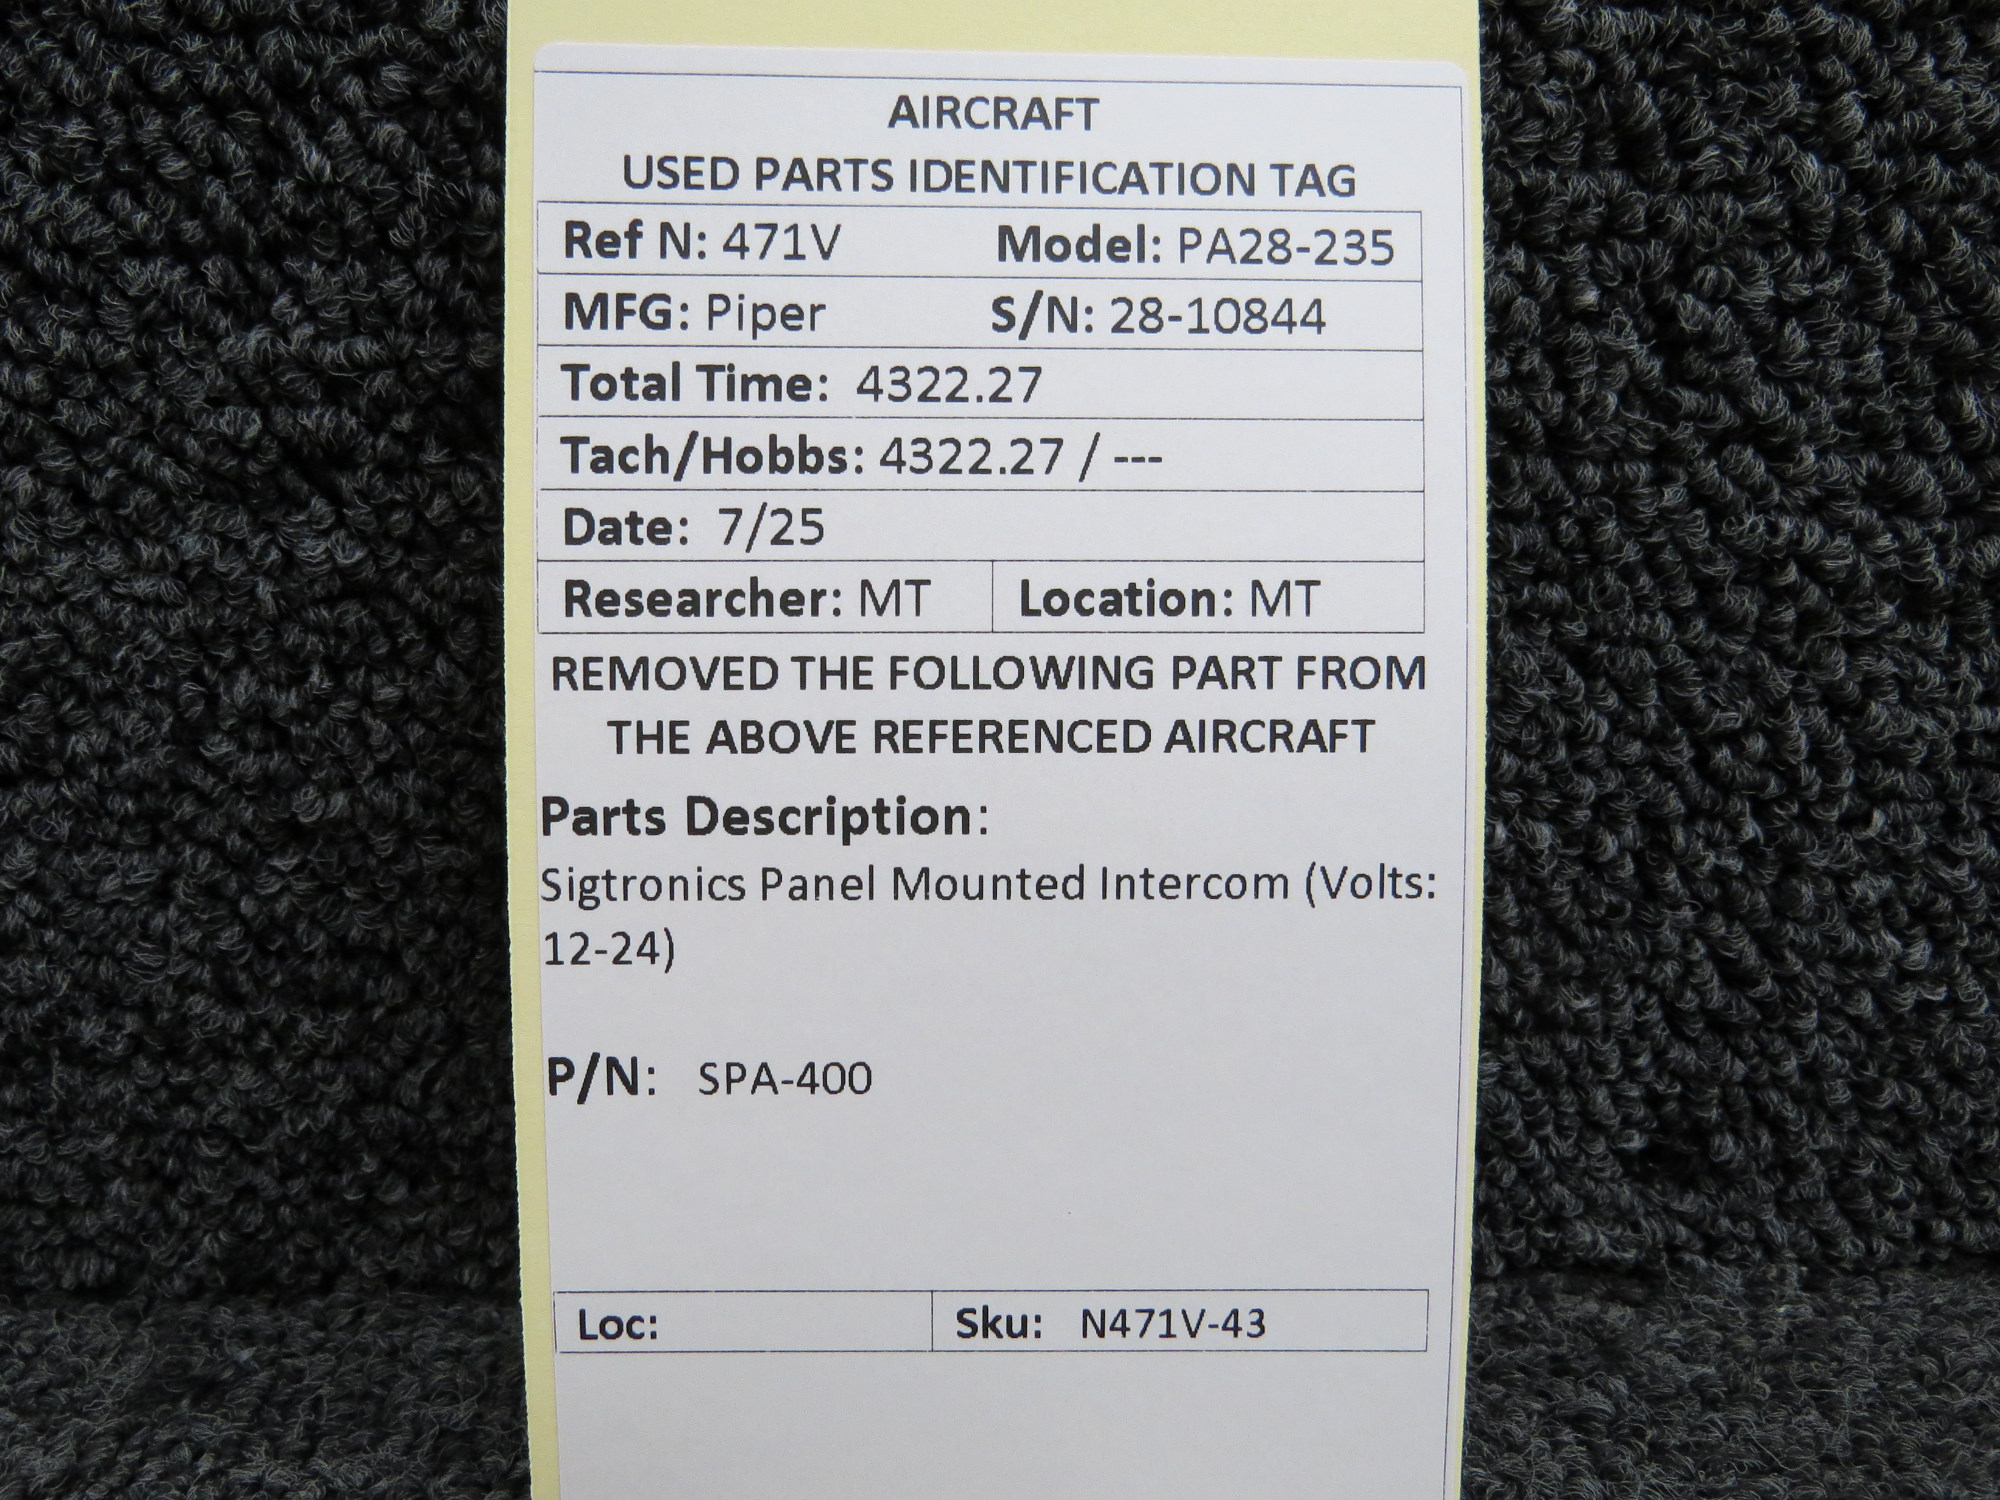 AIRCRAFT
USED PARTS IDENTIFICATION TAG
Ref N: 471V Model: PA28-235
MFG: Piper S/N: 28-10844
Total Time: 4322.27
Tach/Hobbs: 4322.27 / ---
Date: 7/25
Researcher: MT Location: MT
REMOVED THE FOLLOWING PART FROM
THE ABOVE REFERENCED AIRCRAFT
Parts Description:
Sigtronics Panel Mounted Intercom (Volts:
12-24)
P/N: SPA-400
Loc: Sku: N471V-43